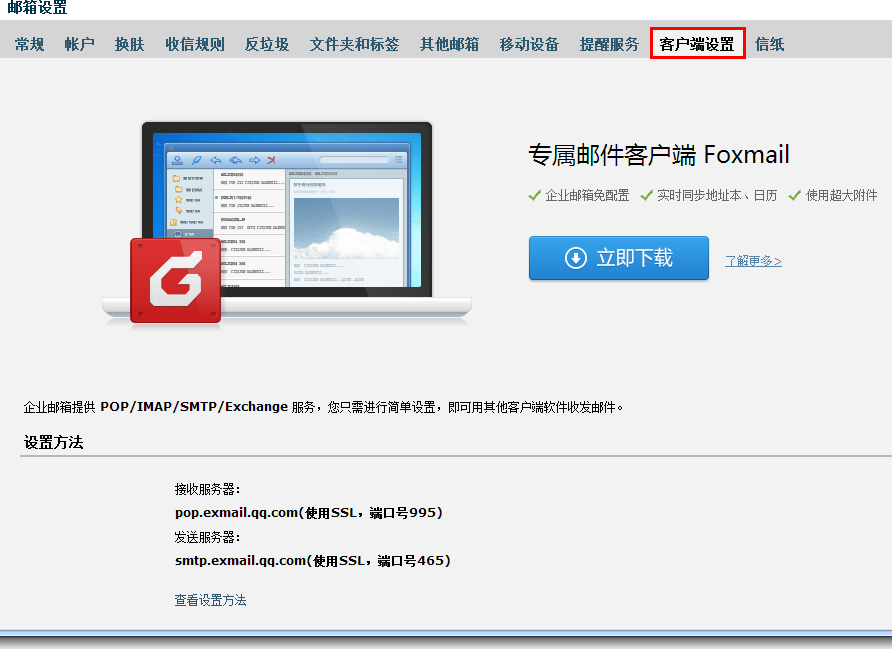 邮箱设置
常规 帐户 换肤 收信规则 反垃圾 文件夹和标签 其他邮箱 移动设备 提醒服务 客户端设置 信纸
专属邮件客户端 Foxmail
企业邮箱免配置 实时同步地址本、日历 使用超大附件
立即下载 了解更多>
企业邮箱提供 POP/IMAP/SMTP/Exchange 服务，您只需进行简单设置，即可用其他客户端软件收发邮件。
设置方法
接收服务器：
pop.exmail.qq.com(使用SSL，端口号995)
发送服务器：
smtp.exmail.qq.com(使用SSL，端口号465)
查看设置方法